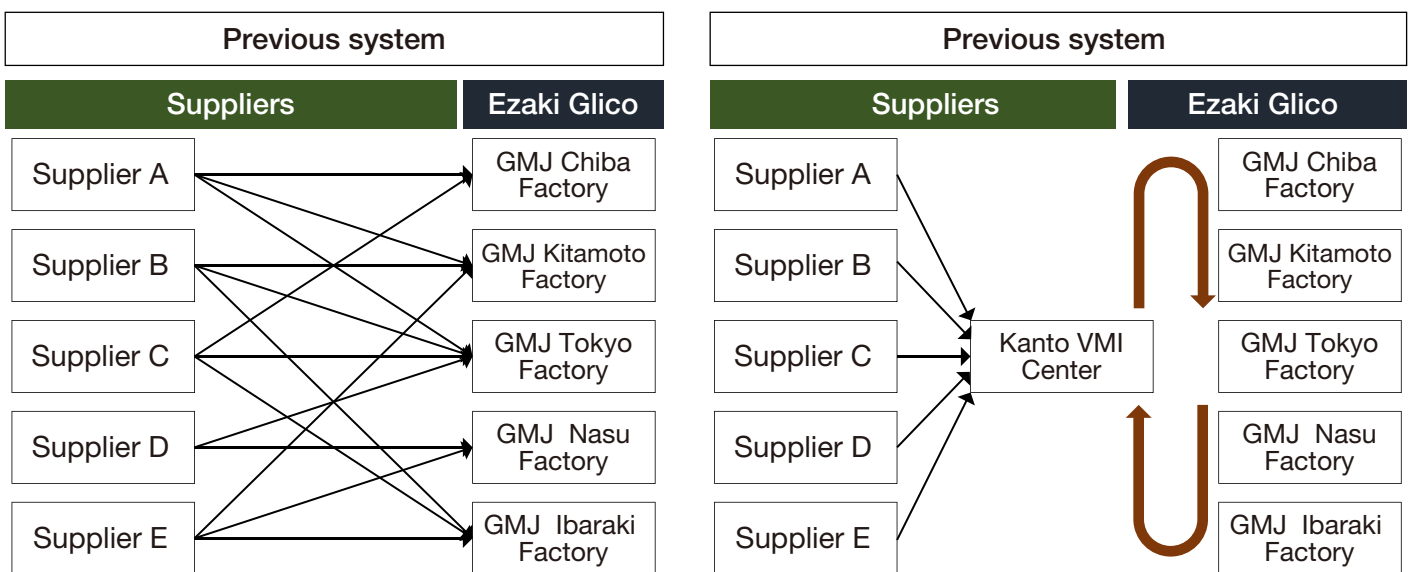 Previous system
Suppliers
Ezaki Glico
Supplier A
GMJ Chiba
Factory
Supplier B
GMJ Kitamoto
Factory
Supplier C
GMJ Tokyo
Factory
Supplier D
GMJ Nasu
Factory
Supplier E
GMJ Ibaraki
Factory
Previous system
Suppliers
Ezaki Glico
Supplier A
Supplier B
Supplier C
Supplier D
Supplier E
Kanto VMI
Center
GMJ Chiba
Factory
GMJ Kitamoto
Factory
GMJ Tokyo
Factory
GMJ Nasu
Factory
GMJ Ibaraki
Factory